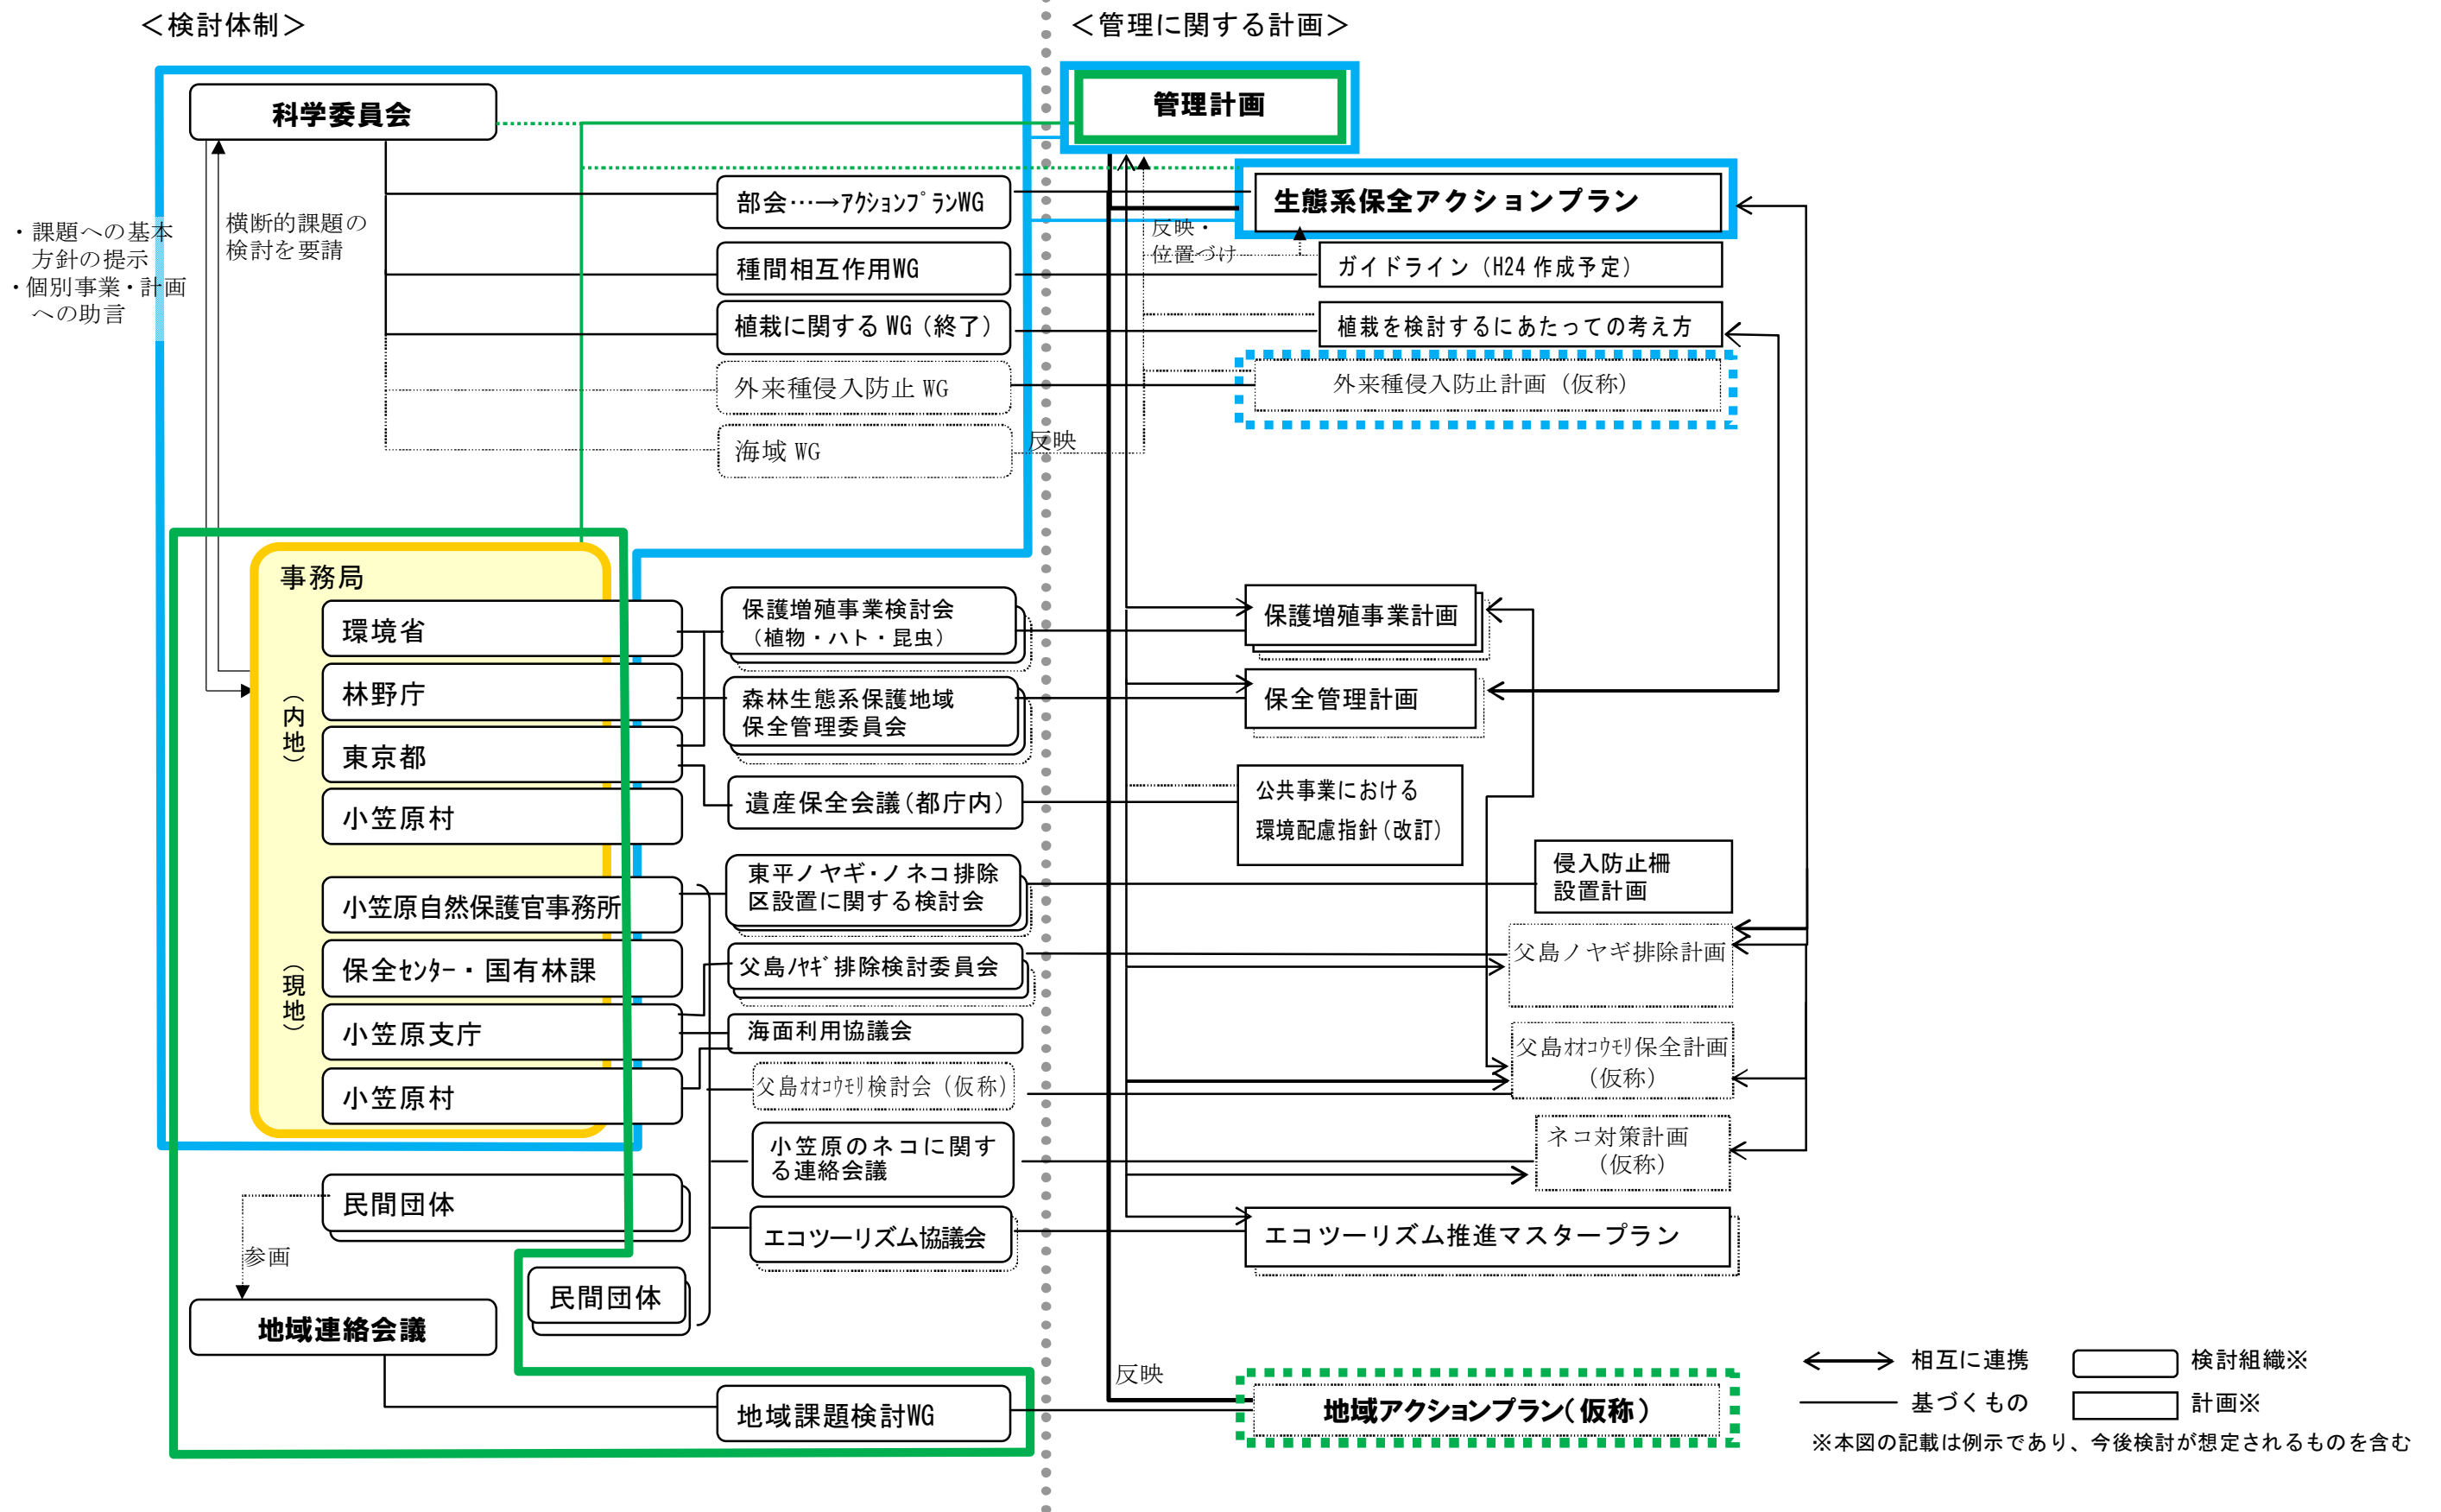 ＜検討体制＞
＜管理に関する計画＞
科学委員会
管理計画
・課題への基本
方針の提示
・個別事業・計画
への助言
横断的課題の
検討を要請
部会…→ｱｸｼｮﾝﾌﾟﾗﾝWG
種間相互作用WG
植栽に関するWG（終了）
外来種侵入防止WG
海域WG
反映
反映・
位置づけ
生態系保全アクションプラン
ガイドライン（H24作成予定）
植栽を検討するにあたっての考え方
外来種侵入防止計画（仮称）
事務局
（内地）
環境省
林野庁
東京都
小笠原村
（現地）
小笠原自然保護官事務所
保全ｾﾝﾀｰ・国有林課
小笠原支庁
小笠原村
保護増殖事業検討会
（植物・ハト・昆虫）
森林生態系保護地域
保全管理委員会
遺産保全会議（都庁内）
東平ノヤギ・ノネコ排除
区設置に関する検討会
父島ﾉﾔｷﾞ排除検討委員会
海面利用協議会
父島ｵｵｺｳﾓﾘ検討会（仮称）
小笠原のネコに関す
る連絡会議
エコツーリズム協議会
保護増殖事業計画
保全管理計画
公共事業における
環境配慮指針（改訂）
侵入防止柵
設置計画
父島ノヤギ排除計画
父島ｵｵｺｳﾓﾘ保全計画
（仮称）
ネコ対策計画
（仮称）
エコツーリズム推進マスタープラン
民間団体
参画
民間団体
地域連絡会議
地域課題検討WG
反映
地域アクションプラン（仮称）
相互に連携
検討組織※
基づくもの
計画※
※本図の記載は例示であり、今後検討が想定されるものを含む